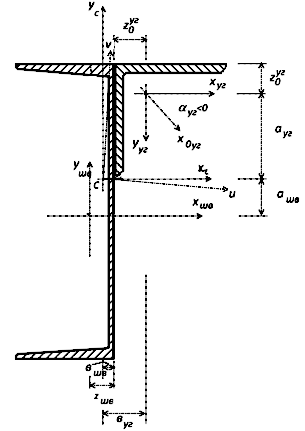 y_c
z_0^уг
v
x_уг
z_0^уг
α_уг<0
y_уг
x_0уг
a_уг
y_шв
x_c
c
u
a_шв
x_шв
в_шв
z_шв
в_уг